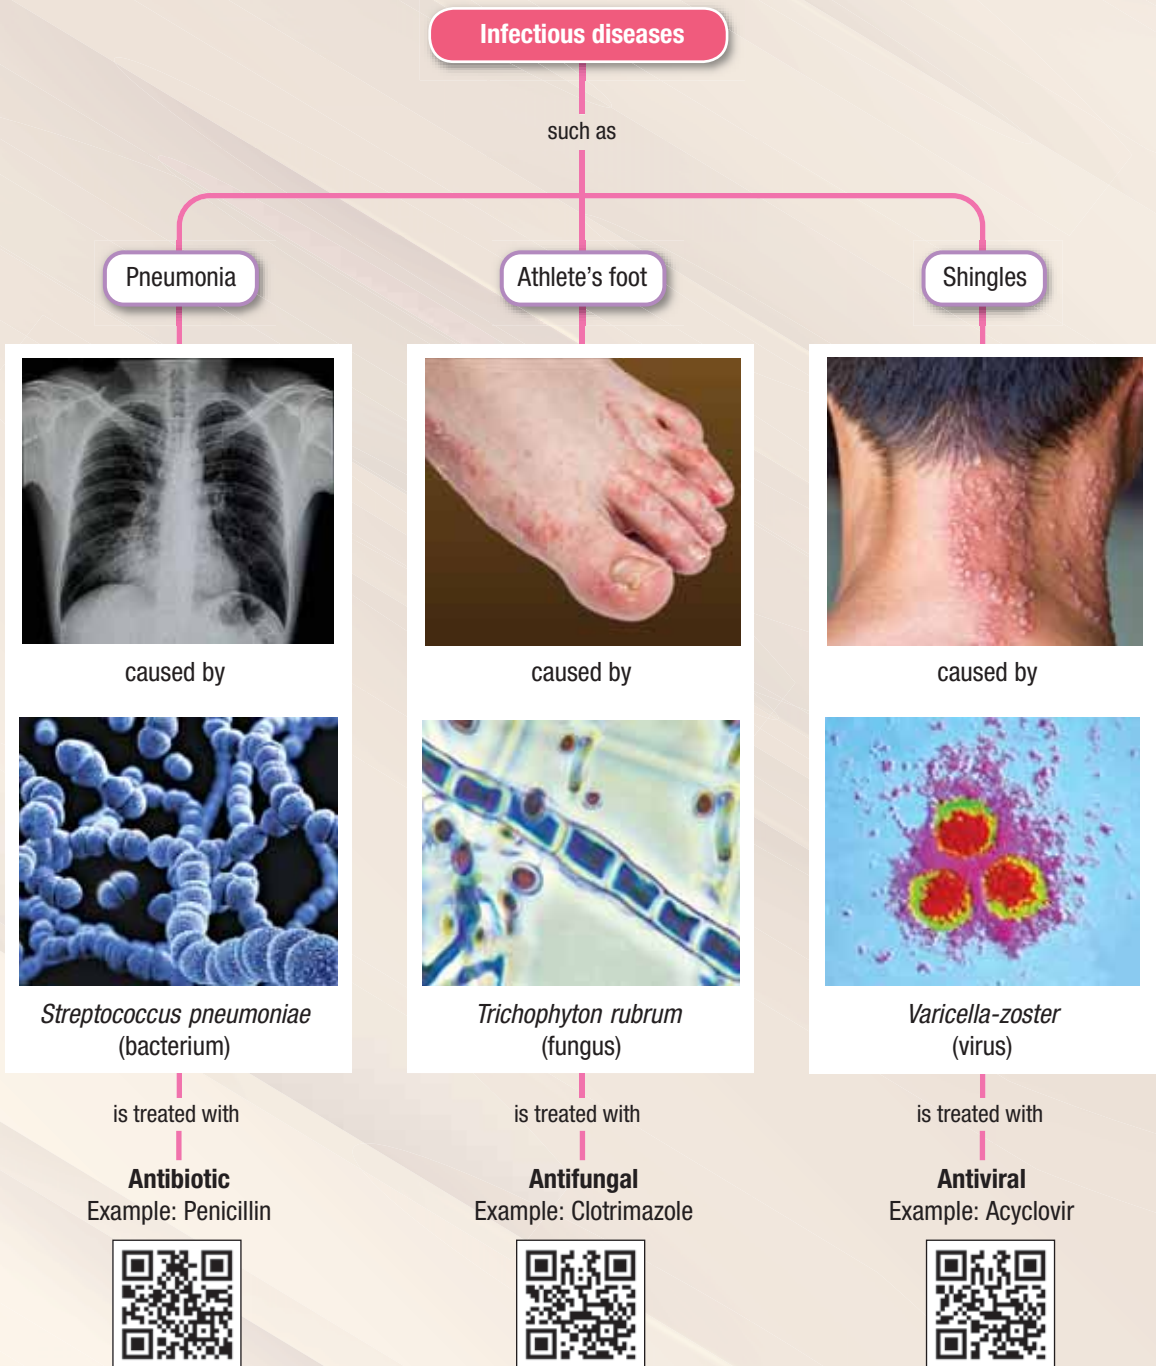 Infectious diseases
such as
Pneumonia
Athlete's foot
Shingles
caused by
caused by
caused by
Streptococcus pneumoniae
(bacterium)
Trichophyton rubrum
(fungus)
Varicella-zoster
(virus)
is treated with
is treated with
is treated with
Antibiotic
Example: Penicillin
Antifungal
Example: Clotrimazole
Antiviral
Example: Acyclovir